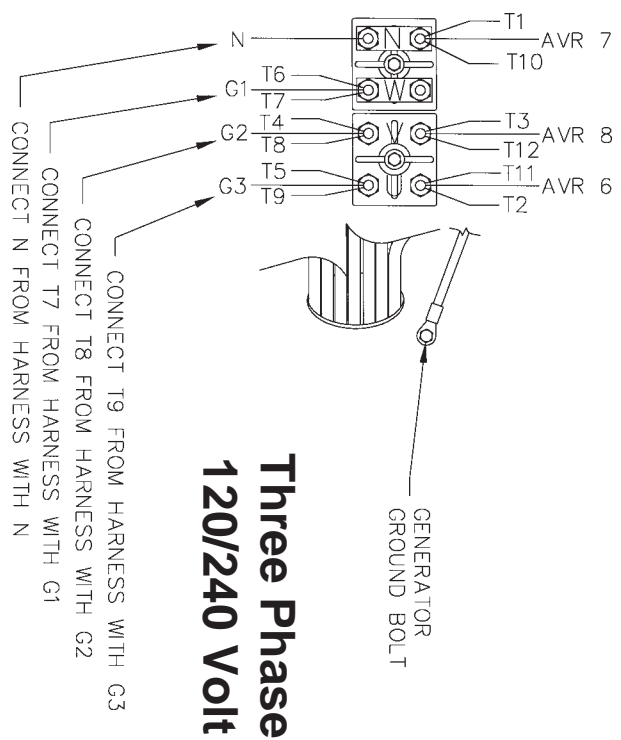 T1
N
N
AVR 7
T10
T6
G1
W
T7
T4
T3
G2
V
AVR 8
T8
T12
T5
T11
G3
AVR 6
T9
T2
CONNECT N FROM HARNESS WITH N
CONNECT T7 FROM HARNESS WITH G1
CONNECT T8 FROM HARNESS WITH G2
CONNECT T9 FROM HARNESS WITH G3
Three Phase
120/240 Volt
GENERATOR
GROUND BOLT